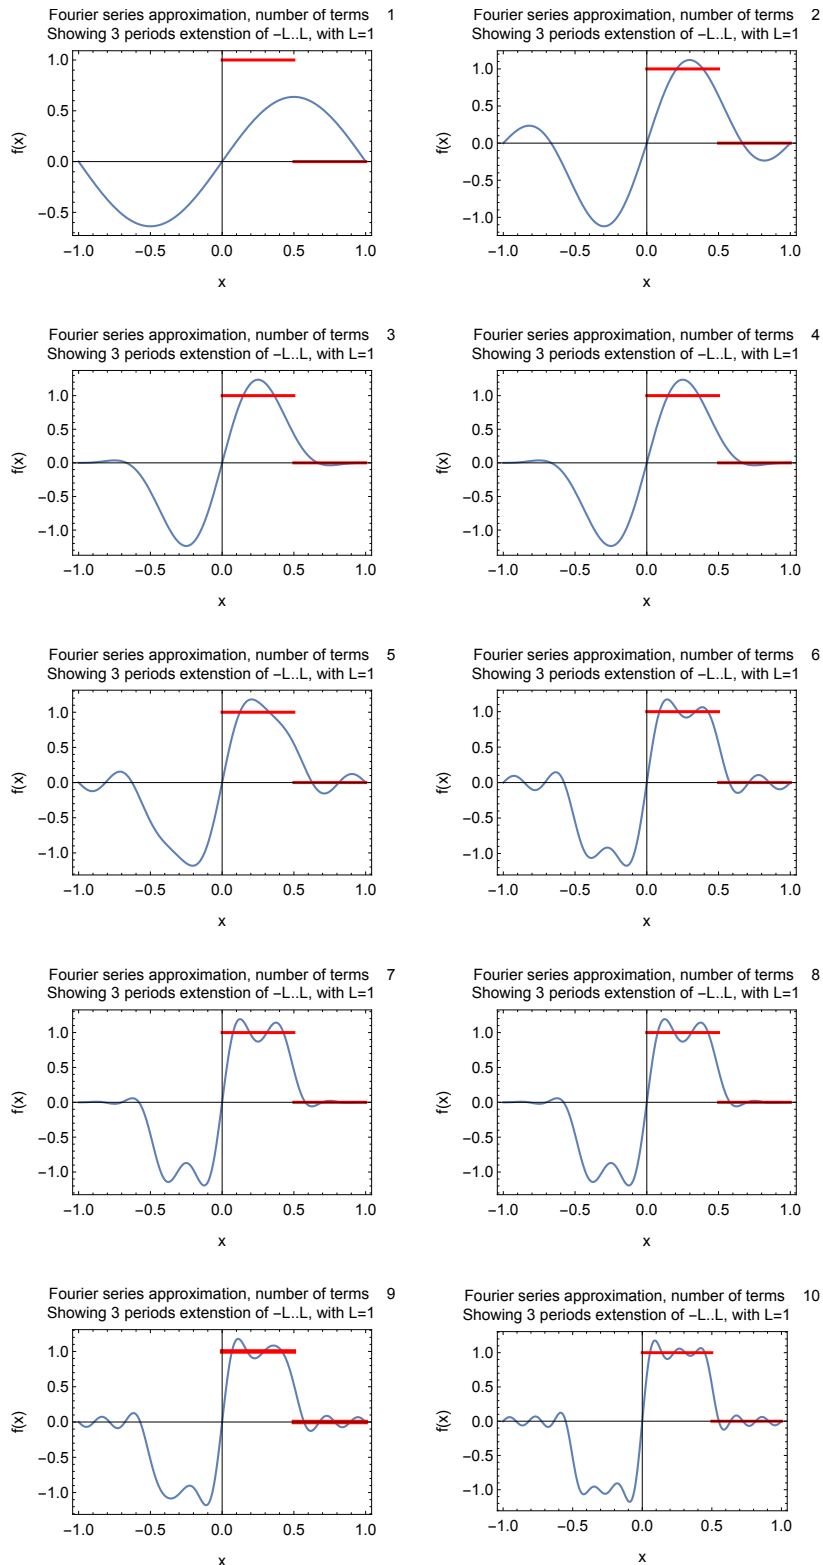 Fourier series approximation, number of terms 1
Showing 3 periods extenstion of −L..L, with L=1
1.0
0.5
0.0
−0.5
f(x)
−1.0 −0.5 0.0 0.5 1.0
x
Fourier series approximation, number of terms 2
Showing 3 periods extenstion of −L..L, with L=1
1.0
0.5
0.0
−0.5
−1.0
f(x)
−1.0 −0.5 0.0 0.5 1.0
x
Fourier series approximation, number of terms 3
Showing 3 periods extenstion of −L..L, with L=1
1.0
0.5
0.0
−0.5
−1.0
f(x)
−1.0 −0.5 0.0 0.5 1.0
x
Fourier series approximation, number of terms 4
Showing 3 periods extenstion of −L..L, with L=1
1.0
0.5
0.0
−0.5
−1.0
f(x)
−1.0 −0.5 0.0 0.5 1.0
x
Fourier series approximation, number of terms 5
Showing 3 periods extenstion of −L..L, with L=1
1.0
0.5
0.0
−0.5
−1.0
f(x)
−1.0 −0.5 0.0 0.5 1.0
x
Fourier series approximation, number of terms 6
Showing 3 periods extenstion of −L..L, with L=1
1.0
0.5
0.0
−0.5
−1.0
f(x)
−1.0 −0.5 0.0 0.5 1.0
x
Fourier series approximation, number of terms 7
Showing 3 periods extenstion of −L..L, with L=1
1.0
0.5
0.0
−0.5
−1.0
f(x)
−1.0 −0.5 0.0 0.5 1.0
x
Fourier series approximation, number of terms 8
Showing 3 periods extenstion of −L..L, with L=1
1.0
0.5
0.0
−0.5
−1.0
f(x)
−1.0 −0.5 0.0 0.5 1.0
x
Fourier series approximation, number of terms 9
Showing 3 periods extenstion of −L..L, with L=1
1.0
0.5
0.0
−0.5
−1.0
f(x)
−1.0 −0.5 0.0 0.5 1.0
x
Fourier series approximation, number of terms 10
Showing 3 periods extenstion of −L..L, with L=1
1.0
0.5
0.0
−0.5
−1.0
f(x)
−1.0 −0.5 0.0 0.5 1.0
x